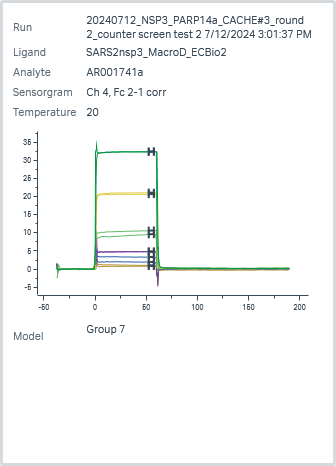 Run 20240712_NSP3_PARP14a_CACHE#3_round
2_counter screen test 2 7/12/2024 3:01:37 PM
Ligand SARS2nsp3_MacroD_ECBio2
Analyte AR001741a
Sensorgram Ch 4, Fc 2-1 corr
Temperature 20
35
30
25
20
15
10
5
0
-5
-50 0 50 100 150 200
Model Group 7